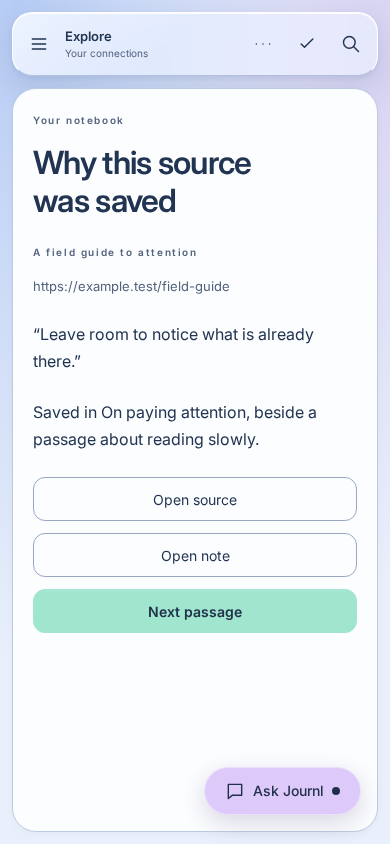 Explore
Your connections
...
Your notebook
Why this source
was saved
A field guide to attention
https://example.test/field-guide
“Leave room to notice what is already
there.”
Saved in On paying attention, beside a
passage about reading slowly.
Open source
Open note
Next passage
Ask Journl